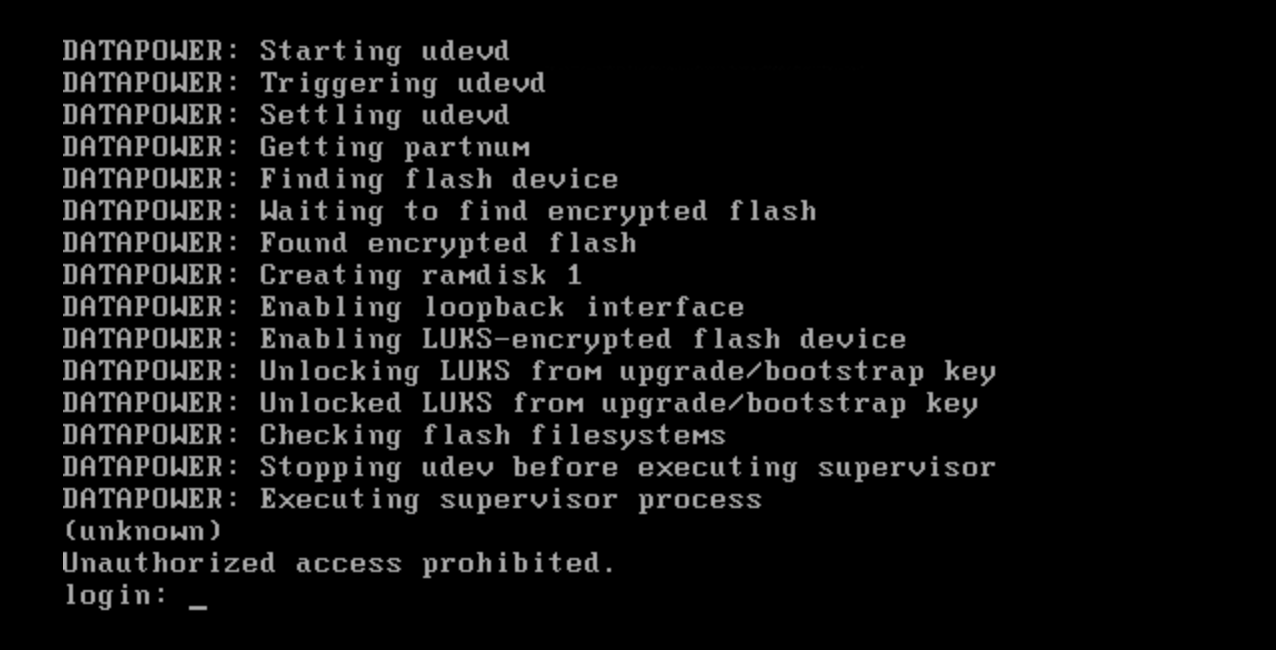 DATAPOWER: Starting udevd
DATAPOWER: Triggering udevd
DATAPOWER: Settling udevd
DATAPOWER: Getting partnum
DATAPOWER: Finding flash device
DATAPOWER: Waiting to find encrypted flash
DATAPOWER: Found encrypted flash
DATAPOWER: Creating ramdisk 1
DATAPOWER: Enabling loopback interface
DATAPOWER: Enabling LUKS-encrypted flash device
DATAPOWER: Unlocking LUKS from upgrade/bootstrap key
DATAPOWER: Unlocked LUKS from upgrade/bootstrap key
DATAPOWER: Checking flash filesystems
DATAPOWER: Stopping udev before executing supervisor
DATAPOWER: Executing supervisor process
(unknown)
Unauthorized access prohibited.
login: _